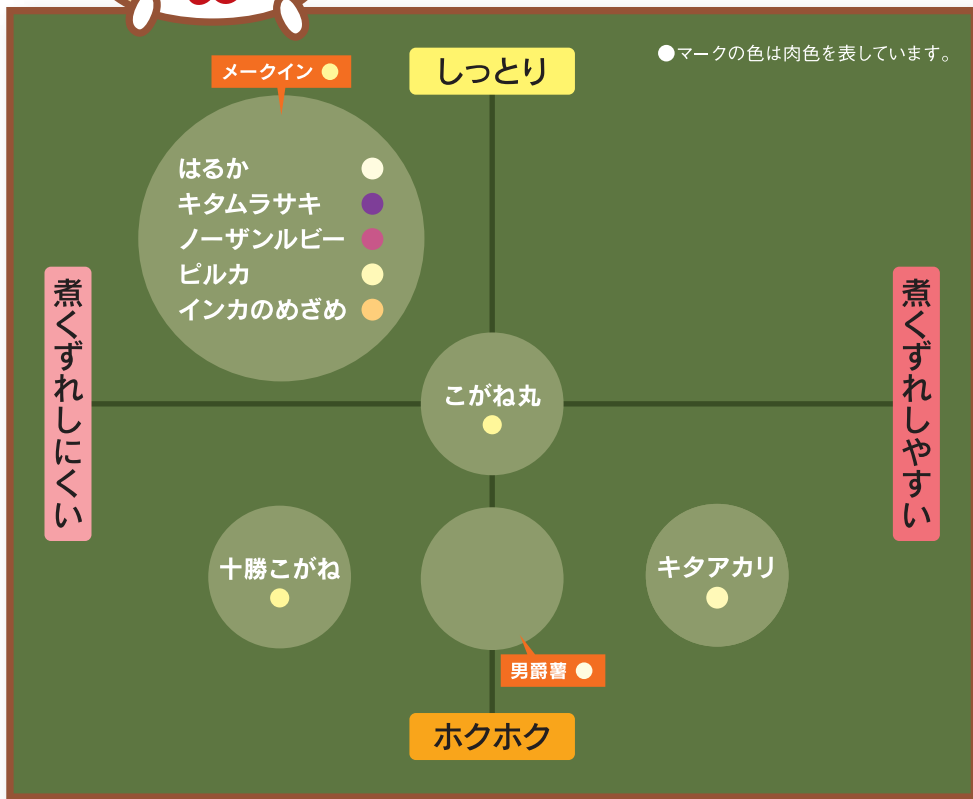 ●マークの色は肉色を表しています。
メークイン
しっとり
はるか
キタムラサキ
ノーザンルビー
ピルカ
インカのめざめ
煮くずれしにくい
煮くずれしやすい
こがね丸
十勝こがね
キタアカリ
男爵薯
ホクホク